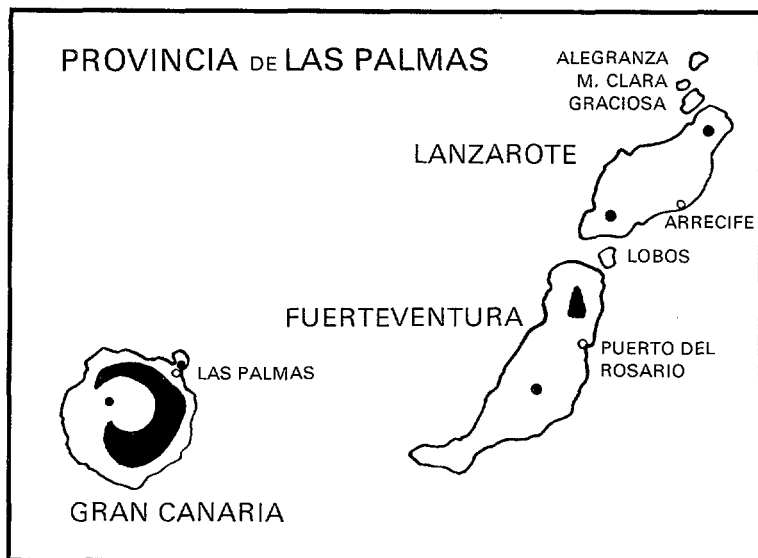 PROVINCIA DE LAS PALMAS
ALEGRANZA
M. CLARA
GRACIOSA
LANZAROTE
ARRECIFE
LOBOS
FUERTEVENTURA
PUERTO DEL
ROSARIO
LAS PALMAS
GRAN CANARIA